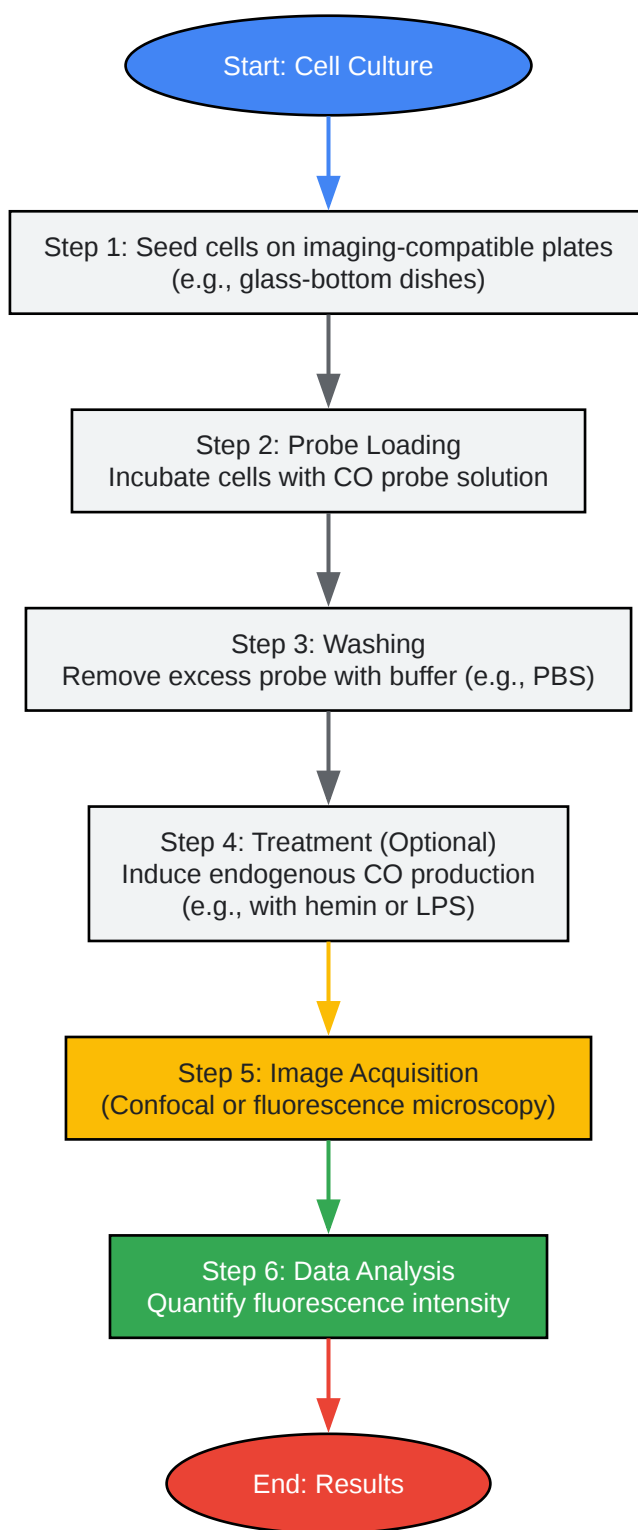 Start: Cell Culture
Step 1: Seed cells on imaging-compatible plates
(e.g., glass-bottom dishes)
Step 2: Probe Loading
Incubate cells with CO probe solution
Step 3: Washing
Remove excess probe with buffer (e.g., PBS)
Step 4: Treatment (Optional)
Induce endogenous CO production
(e.g., with hemin or LPS)
Step 5: Image Acquisition
(Confocal or fluorescence microscopy)
Step 6: Data Analysis
Quantify fluorescence intensity
End: Results